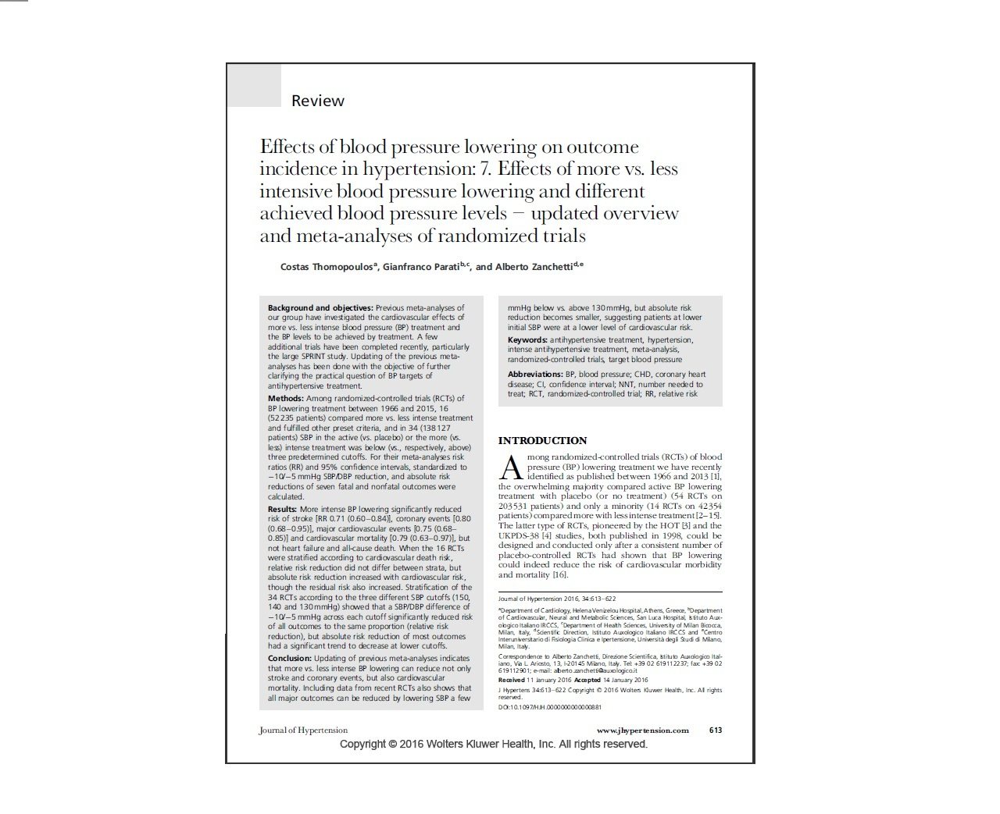 Review
Effects of blood pressure lowering on outcome
incidence in hypertension: 7. Effects of more vs. less
intensive blood pressure lowering and different
achieved blood pressure levels – updated overview
and meta-analyses of randomized trials
Costas Thomopoulosa, Gianfranco Paratib,c, and Alberto Zanchettid,e
Background and objectives: Previous meta-analyses of
our group have investigated the cardiovascular effects of
more vs. less intense blood pressure (BP) treatment and
the BP levels to be achieved by treatment. A few
additional trials have been completed recently, particularly
the large SPRINT study. Updating of the previous meta-
analyses has been done with the objective of further
clarifying the practical question of BP targets of
antihypertensive treatment.
Methods: Among randomized-controlled trials (RCTs) of
BP lowering treatment between 1966 and 2015, 16
(52 235 patients) compared more vs. less intense treatment
and fulfilled other preset criteria, and in 34 (138 127
patients) SBP in the active (vs. placebo) or the more (vs.
less) intense treatment was below (vs., respectively, above)
three predetermined cutoffs. For their meta-analyses risk
ratios (RR) and 95% confidence intervals, standardized to
−10/−5 mmHg SBP/DBP reduction, and absolute risk
reductions of seven fatal and nonfatal outcomes were
calculated.
Results: More intense BP lowering significantly reduced
risk of stroke [RR 0.71 (0.60–0.84)], coronary events [0.80
(0.68–0.95)], major cardiovascular events [0.75 (0.68–
0.85)] and cardiovascular mortality [0.79 (0.63–0.97)], but
not heart failure and all-cause death. When the 16 RCTs
were stratified according to cardiovascular death risk,
relative risk reduction did not differ between strata, but
absolute risk reduction increased with cardiovascular risk,
though the residual risk also increased. Stratification of the
34 RCTs according to the three different SBP cutoffs (150,
140 and 130 mmHg) showed that a SBP/DBP difference of
−10/−5 mmHg across each cutoff significantly reduced risk
of all outcomes to the same proportion (relative risk
reduction), but absolute risk reduction of most outcomes
had a significant trend to decrease at lower cutoffs.
Conclusion: Updating of previous meta-analyses indicates
that more vs. less intense BP lowering can reduce not only
stroke and coronary events, but also cardiovascular
mortality. Including data from recent RCTs also shows that
all major outcomes can be reduced by lowering SBP a few
mmHg below vs. above 130 mmHg, but absolute risk
reduction becomes smaller, suggesting patients at lower
initial SBP were at a lower level of cardiovascular risk.
Keywords: antihypertensive treatment, hypertension,
intense antihypertensive treatment, meta-analysis,
randomized-controlled trials, target blood pressure
Abbreviations: BP, blood pressure; CHD, coronary heart
disease; CI, confidence interval; NNT, number needed to
treat; RCT, randomized-controlled trial; RR, relative risk
INTRODUCTION
Among randomized-controlled trials (RCTs) of blood
pressure (BP) lowering treatment we have recently
identified as published between 1966 and 2013 [1],
the overwhelming majority compared active BP lowering
treatment with placebo (or no treatment) (54 RCTs on
203 531 patients) and only a minority (14 RCTs on 42 354
patients) compared more with less intense treatment [2–15].
The latter type of RCTs, pioneered by the HOT [3] and the
UKPDS-38 [4] studies, both published in 1998, could be
designed and conducted only after a consistent number of
placebo-controlled RCTs had shown that BP lowering
could indeed reduce the risk of cardiovascular morbidity
and mortality [16].
Journal of Hypertension 2016, 34:613–622
aDepartment of Cardiology, Helena Venizelou Hospital, Athens, Greece, bDepartment
of Cardiovascular, Neural and Metabolic Sciences, San Luca Hospital, Istituto Aux-
ologico Italiano IRCCS, cDepartment of Health Sciences, University of Milan Bicocca,
Milan, Italy, dScientific Direction, Istituto Auxologico Italiano IRCCS and eCentro
Interuniversitario di Fisiologia Clinica e Ipertensione, Università degli Studi di Milano,
Milan, Italy.
Correspondence to Alberto Zanchetti, Direzione Scientifica, Istituto Auxologico Ital-
iano, Via L. Ariosto, 13, I-20145 Milano, Italy. Tel: +39 02 619112237; fax: +39 02
619112901; e-mail: alberto.zanchetti@auxologico.it
Received 11 January 2016 Accepted 14 January 2016
J Hypertens 34:613–622 Copyright © 2016 Wolters Kluwer Health, Inc. All rights
reserved.
DOI:10.1097/HJH.0000000000000881
Journal of Hypertension www.jhypertension.com 613
Copyright © 2016 Wolters Kluwer Health, Inc. All rights reserved.